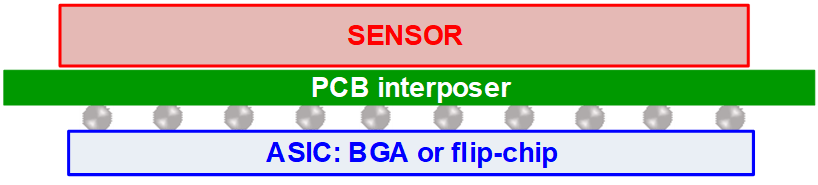 SENSOR
PCB interposer
ASIC: BGA or flip-chip